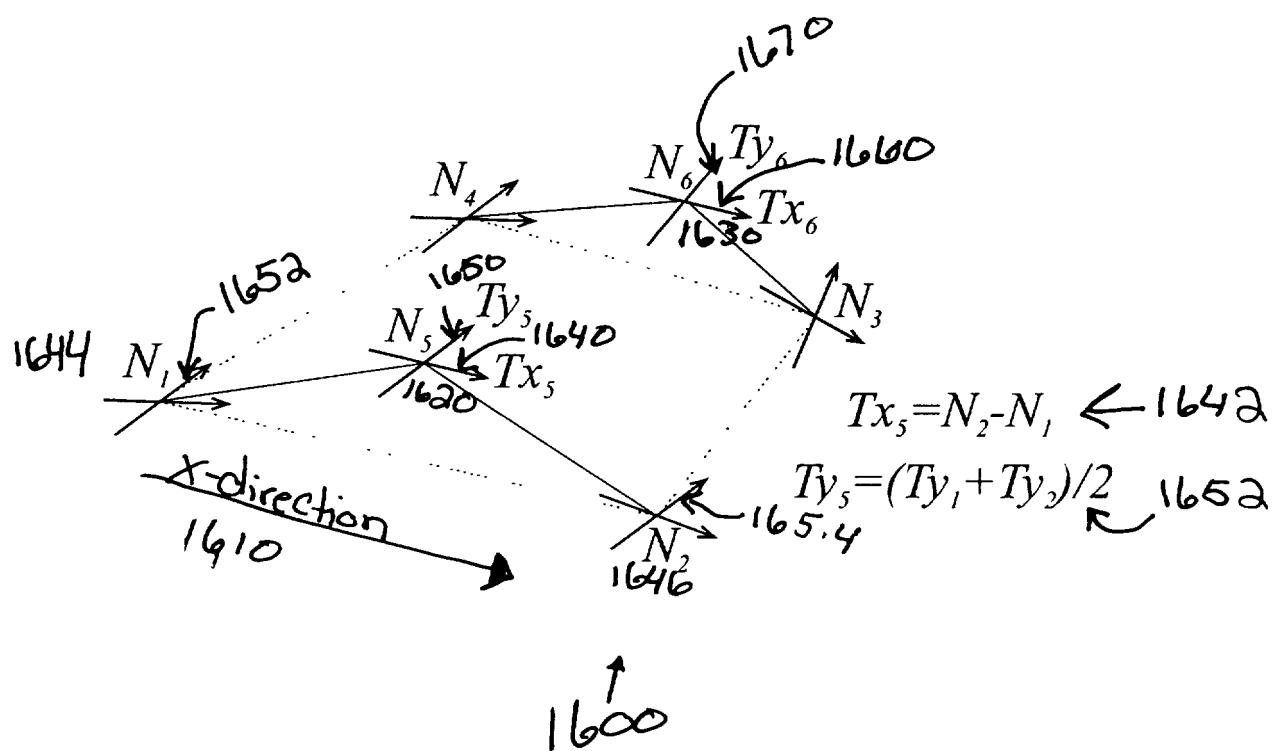 1670
N₆ Ty₆ 1660
N₄
Tx₆
1630
1652 1650
Ty₅
N₃
1644 N₁ N₅ 1640
Tx₅
1620
Tx₅=N₂-N₁ 1642
x-direction
Ty₅=(Ty₁+Ty₂)/2 1652
1610
165.4
N₂
1646
1600